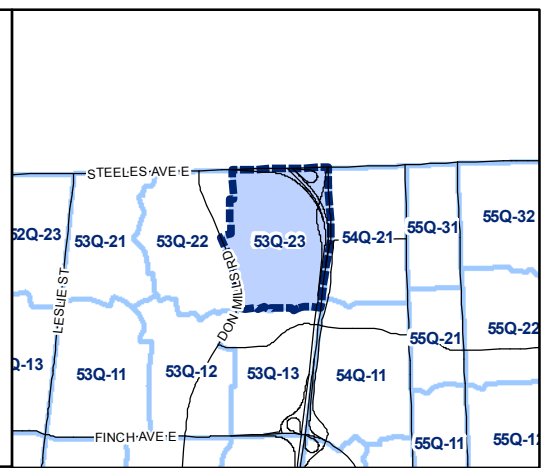 STEELES AVE E
52Q-23
53Q-21
53Q-22
53Q-23
54Q-21
55Q-31
55Q-32
LESLIE ST
DON MILLS RD
55Q-21
55Q-22
Q-13
53Q-11
53Q-12
53Q-13
54Q-11
FINCH AVE E
55Q-11
55Q-1